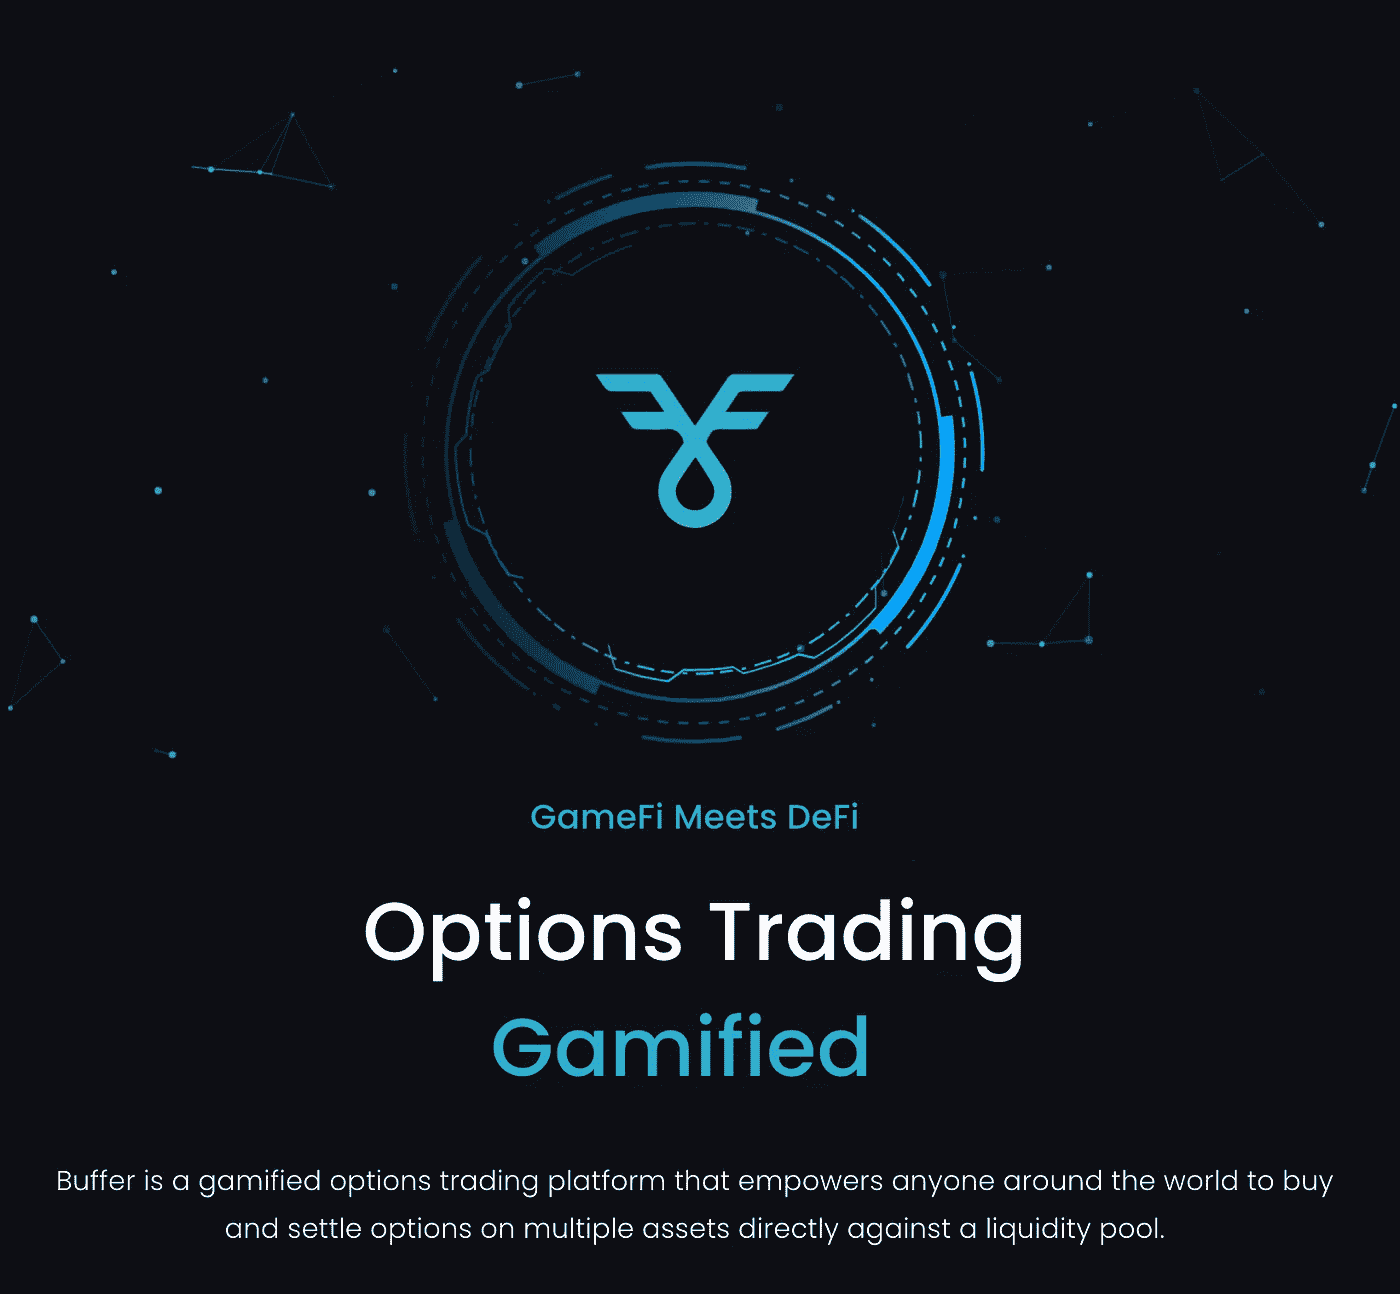 GameFi Meets DeFi
Options Trading
Gamified
Buffer is a gamified options trading platform that empowers anyone around the world to buy
and settle options on multiple assets directly against a liquidity pool.